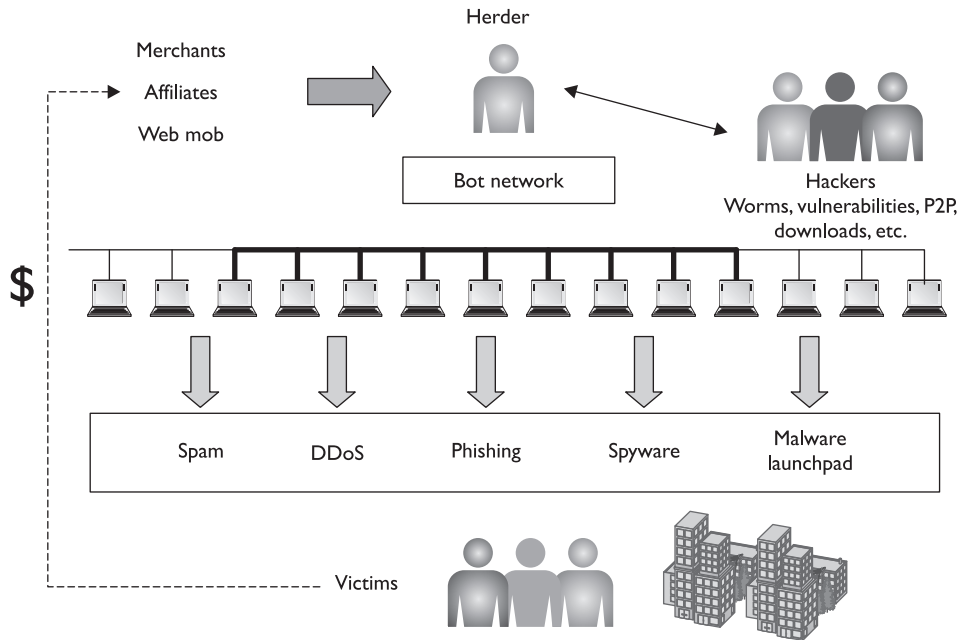 Herder
Merchants
Affiliates
Web mob
Bot network
Hackers
Worms, vulnerabilities, P2P,
downloads, etc.
$
Spam
DDoS
Phishing
Spyware
Malware
launchpad
Victims